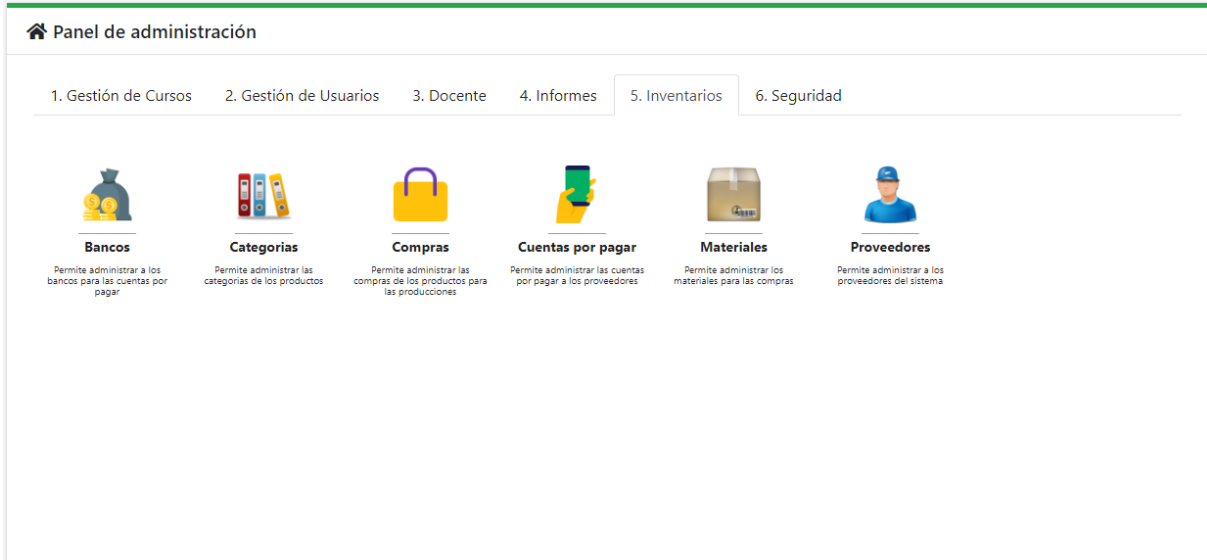 Panel de administración
1. Gestión de Cursos 2. Gestión de Usuarios 3. Docente 4. Informes 5. Inventarios 6. Seguridad
Bancos
Permite administrar a los
bancos para las cuentas por
pagar
Categorias
Permite administrar las
categorias de los productos
Compras
Permite administrar las
compras de los productos para
las producciones
Cuentas por pagar
Permite administrar las cuentas
por pagar a los proveedores
Materiales
Permite administrar los
materiales para las compras
Proveedores
Permite administrar a los
proveedores del sistema